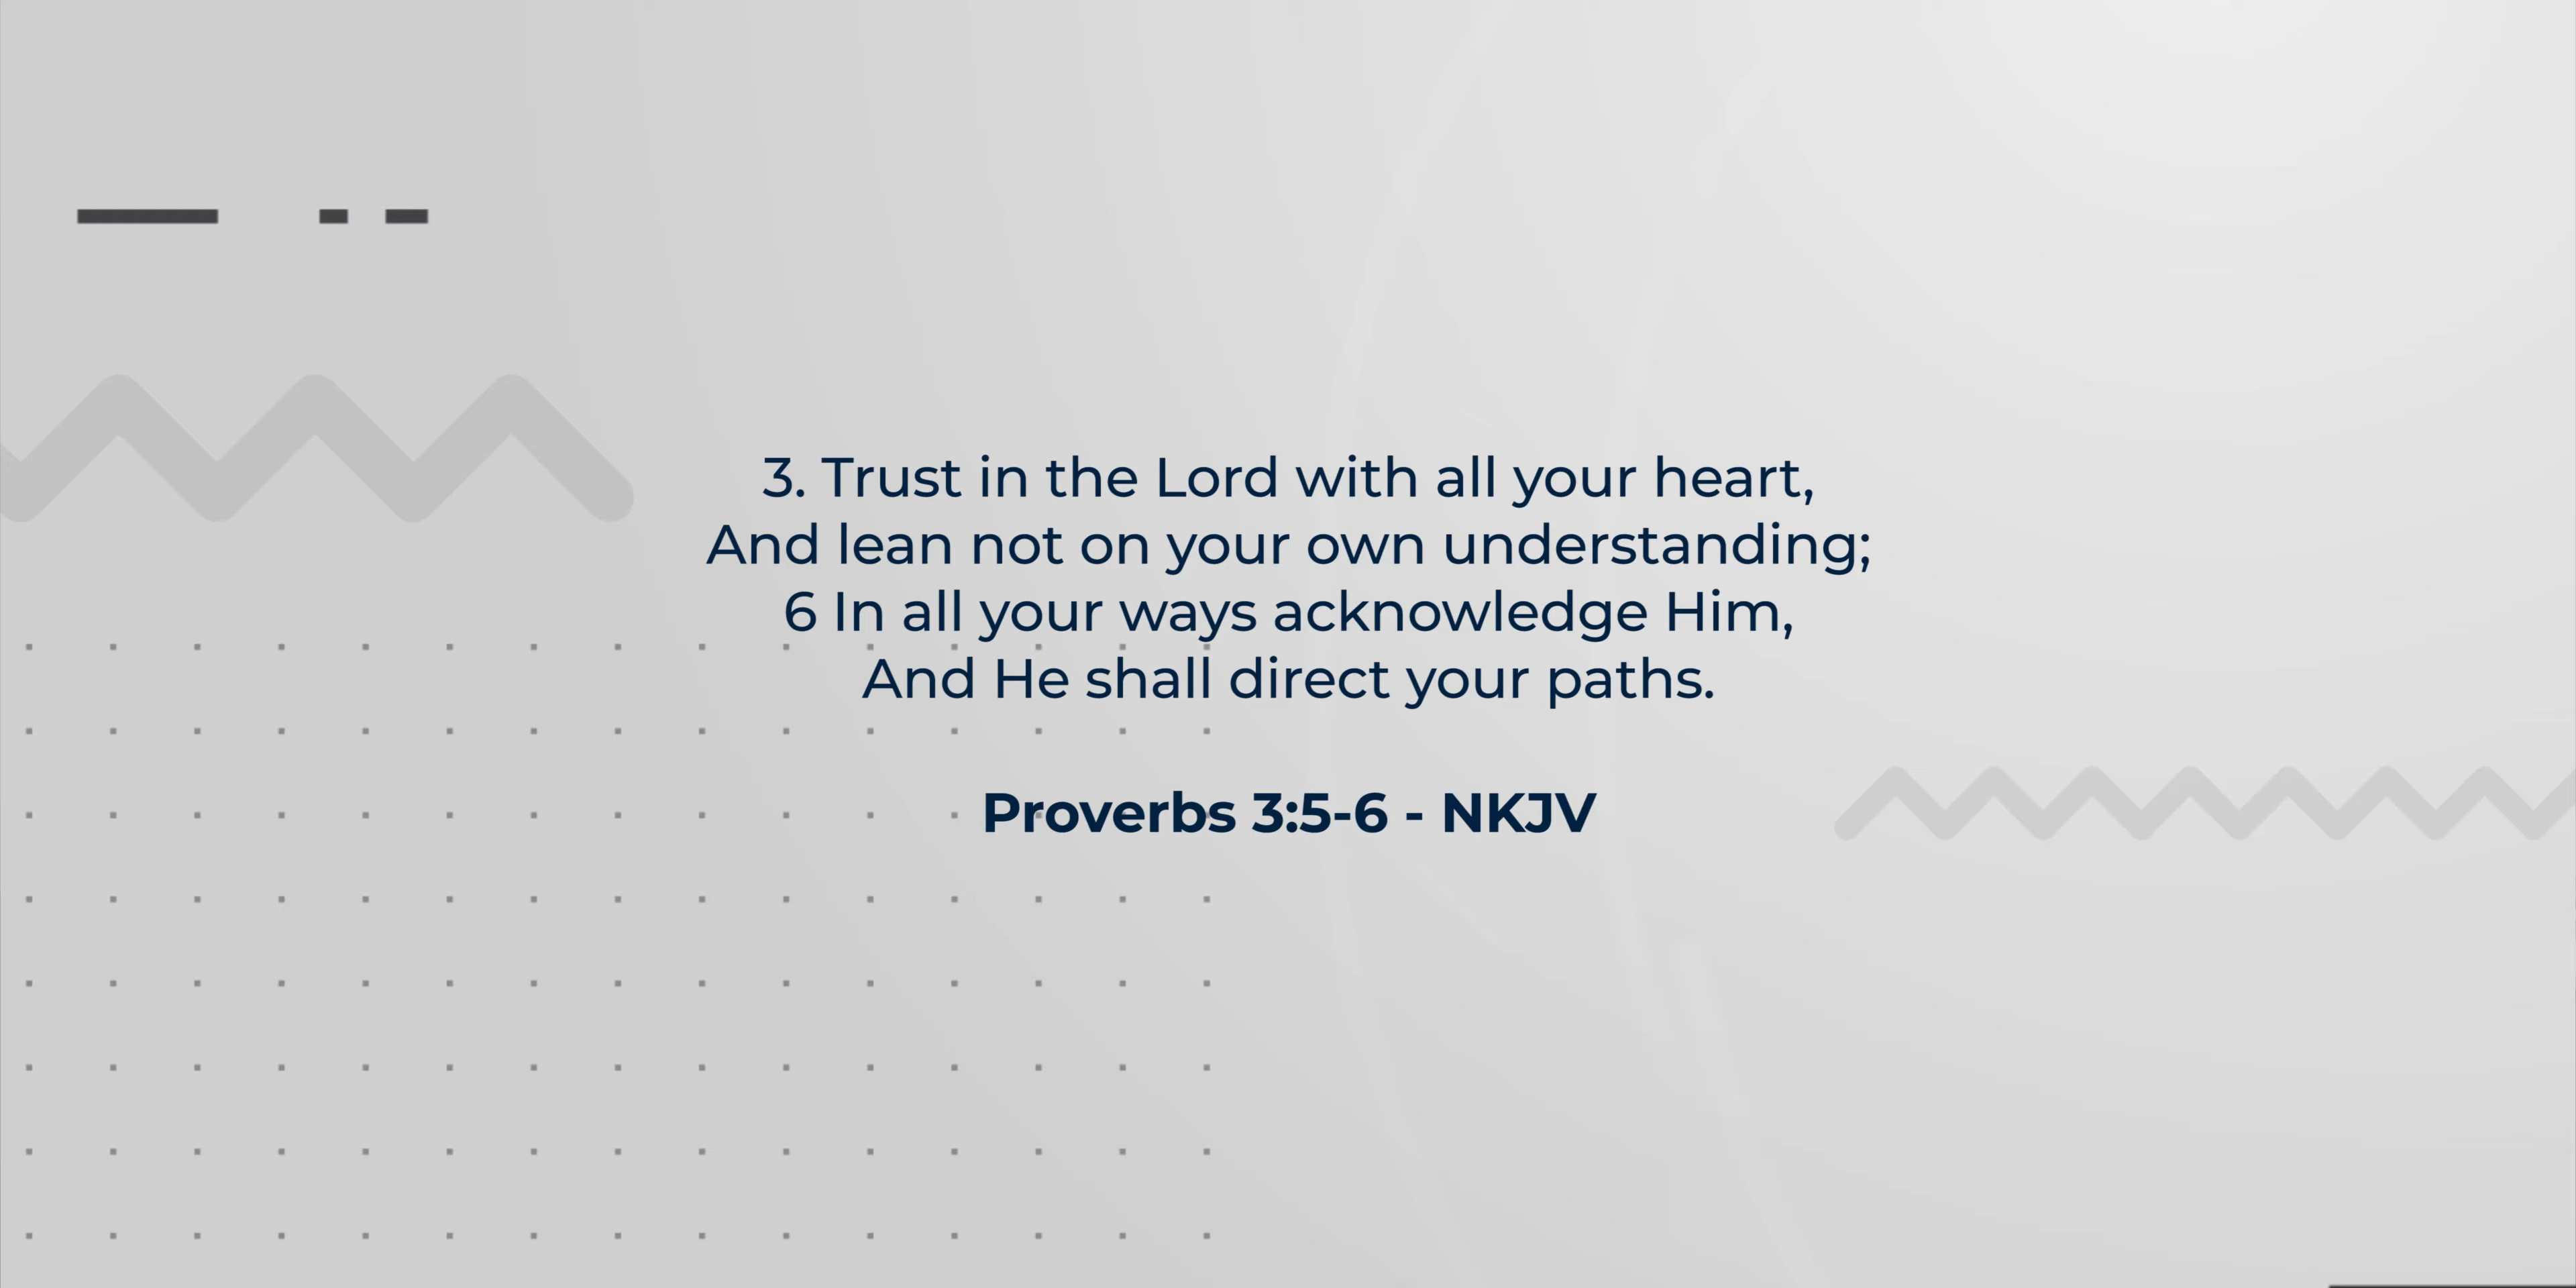 3. Trust in the Lord with all your heart,
And lean not on your own understanding;
6 In all your ways acknowledge Him,
And He shall direct your paths.
Proverbs 3:5-6 - NKJV